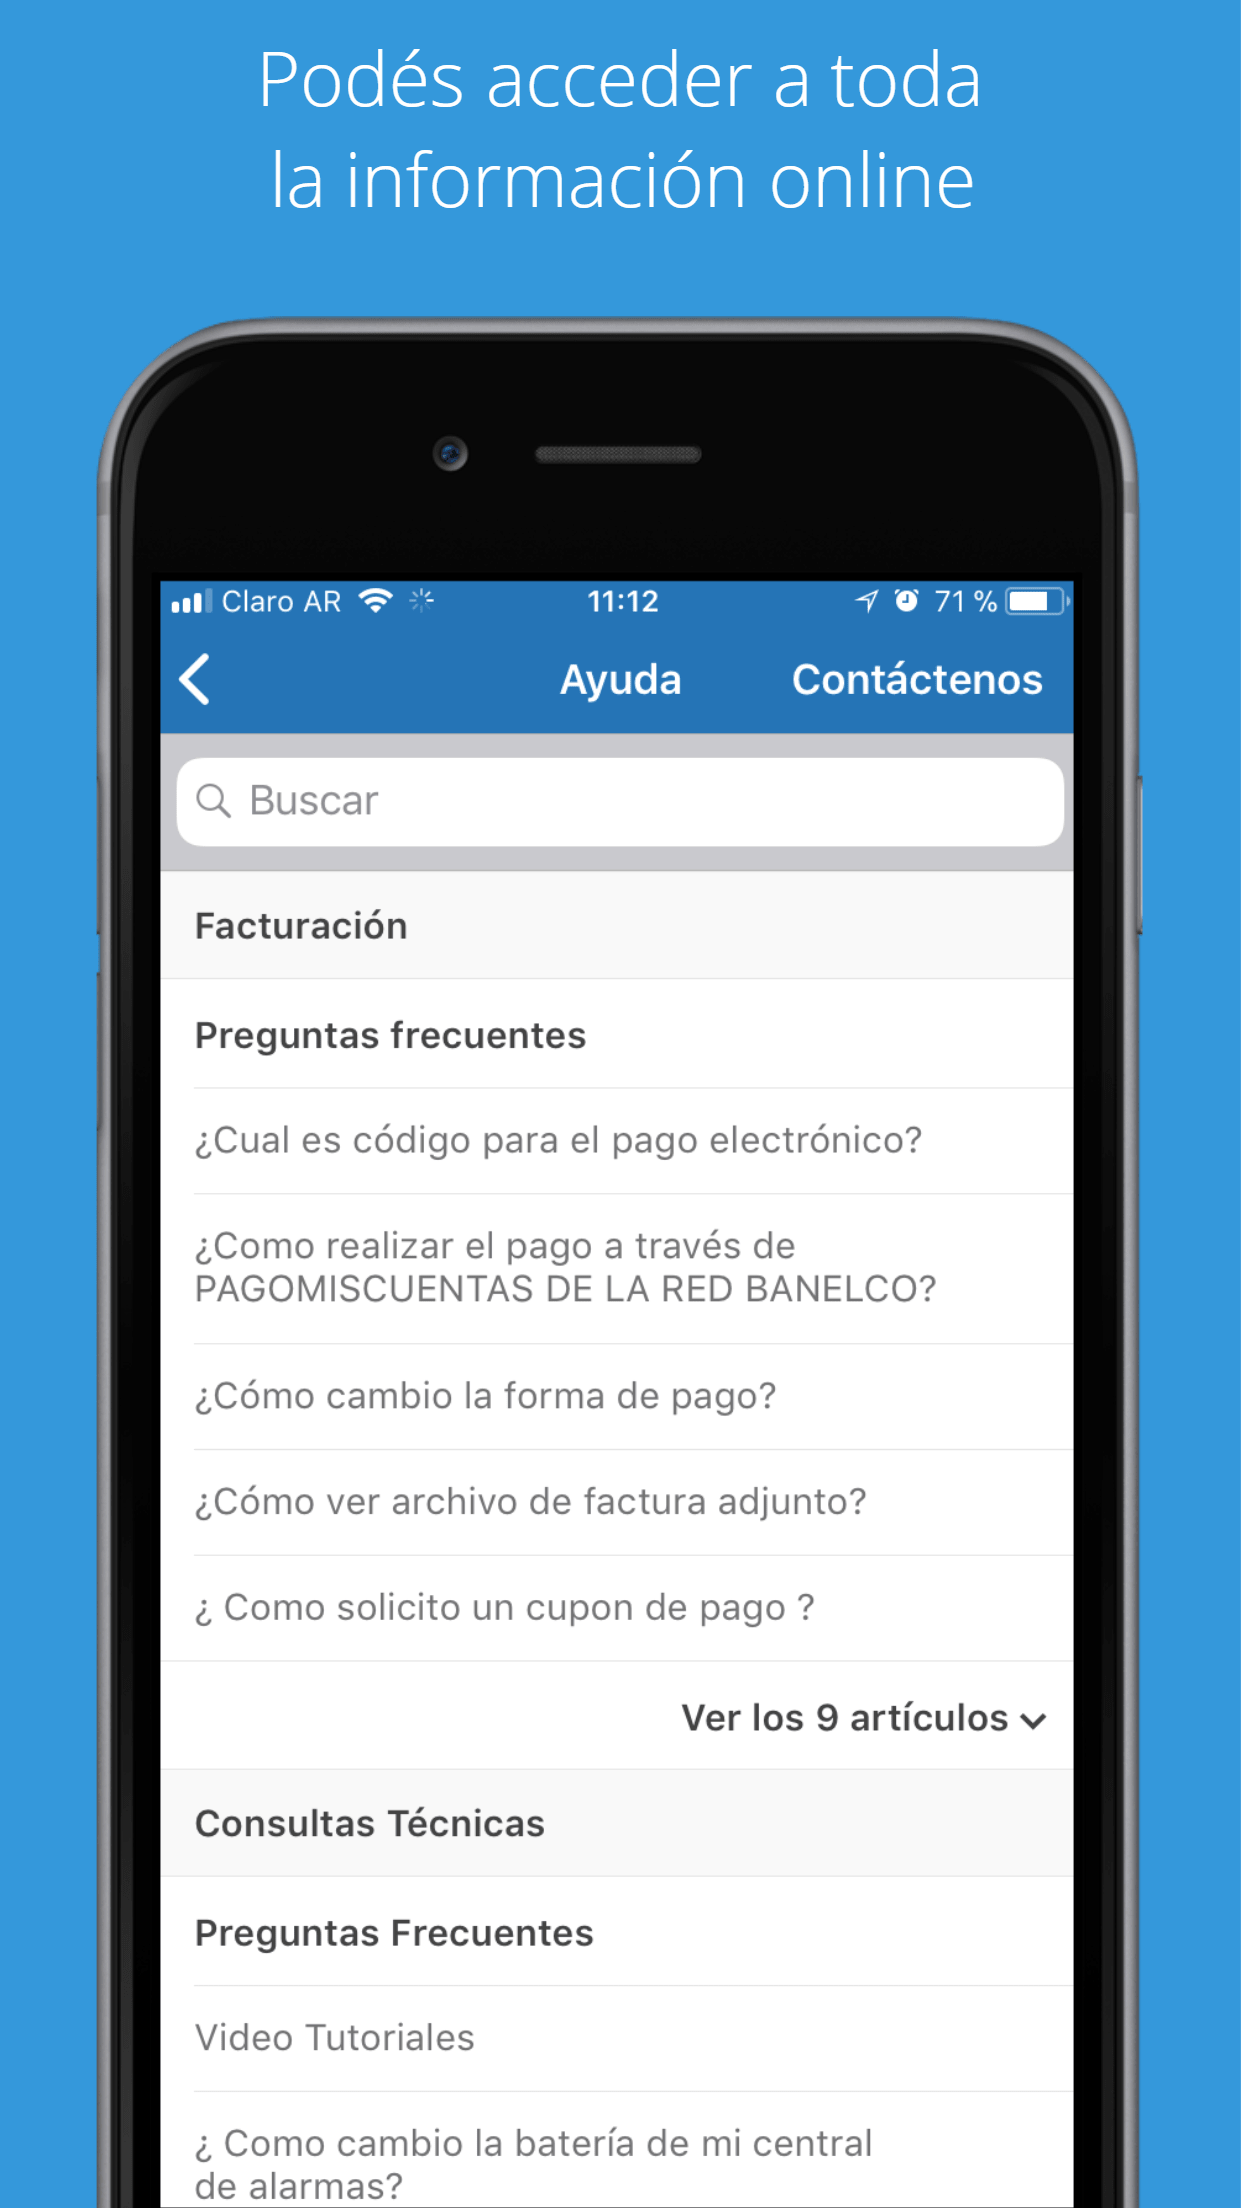 Podés acceder a toda
la información online
Claro AR
11:12
71 %
Ayuda
Contáctenos
Buscar
Facturación
Preguntas frecuentes
¿Cual es código para el pago electrónico?
¿Como realizar el pago a través de
PAGOMISCUENTAS DE LA RED BANELCO?
¿Cómo cambio la forma de pago?
¿Cómo ver archivo de factura adjunto?
¿ Como solicito un cupon de pago ?
Ver los 9 artículos
Consultas Técnicas
Preguntas Frecuentes
Video Tutoriales
¿ Como cambio la batería de mi central
de alarmas?